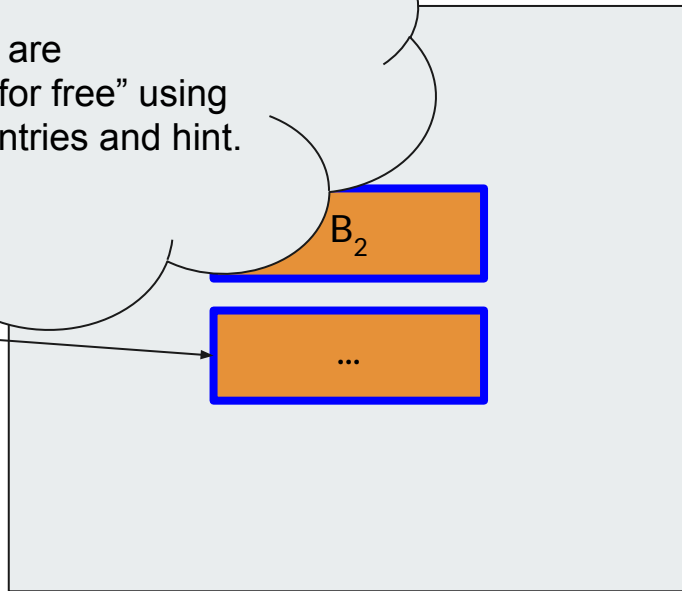 are
for free” using
ntries and hint.
B₂
...